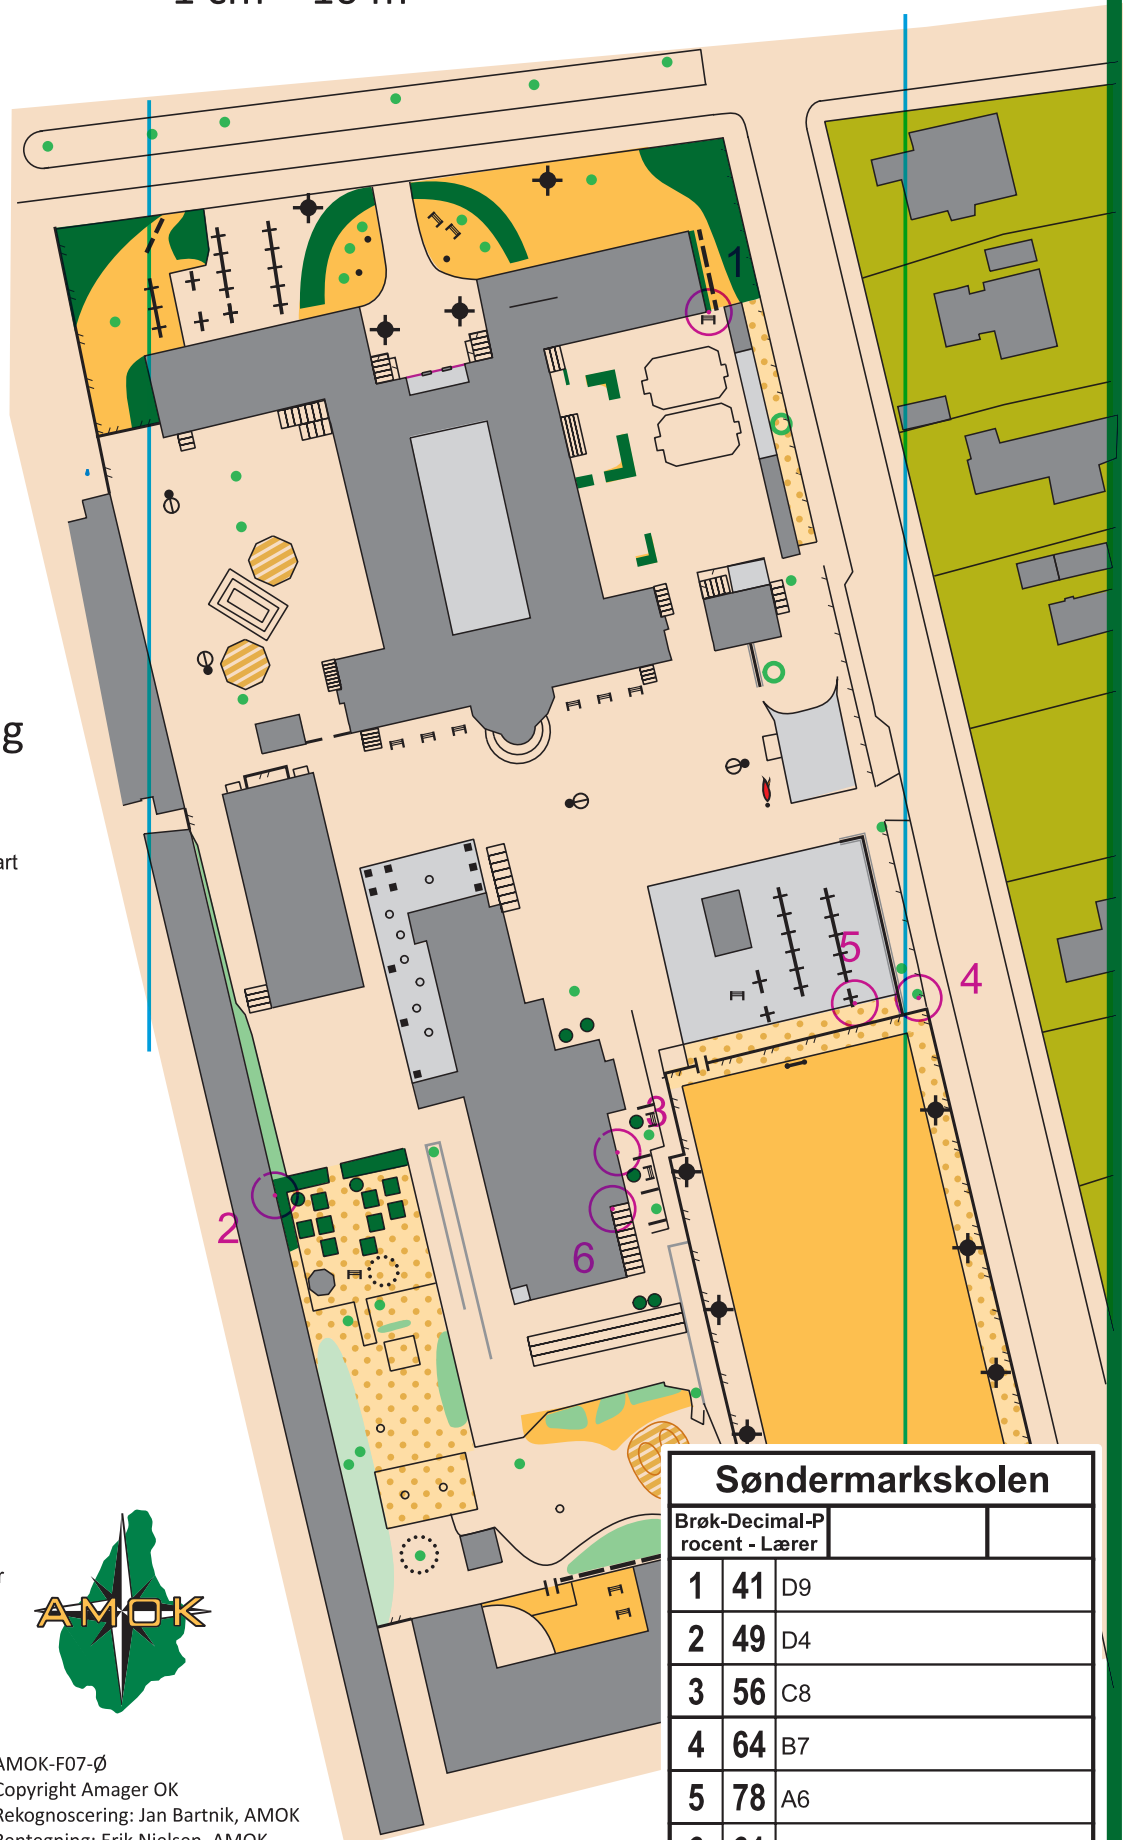 1
g
art
5
4
3
2
6
Søndermarkskolen
Brøk-Decimal-P
rocent - Lærer
1 41 D9
2 49 D4
3 56 C8
4 64 B7
5 78 A6
AMOK
AMOK-F07-Ø
Copyright Amager OK
Rekognoscering: Jan Bartnik, AMOK